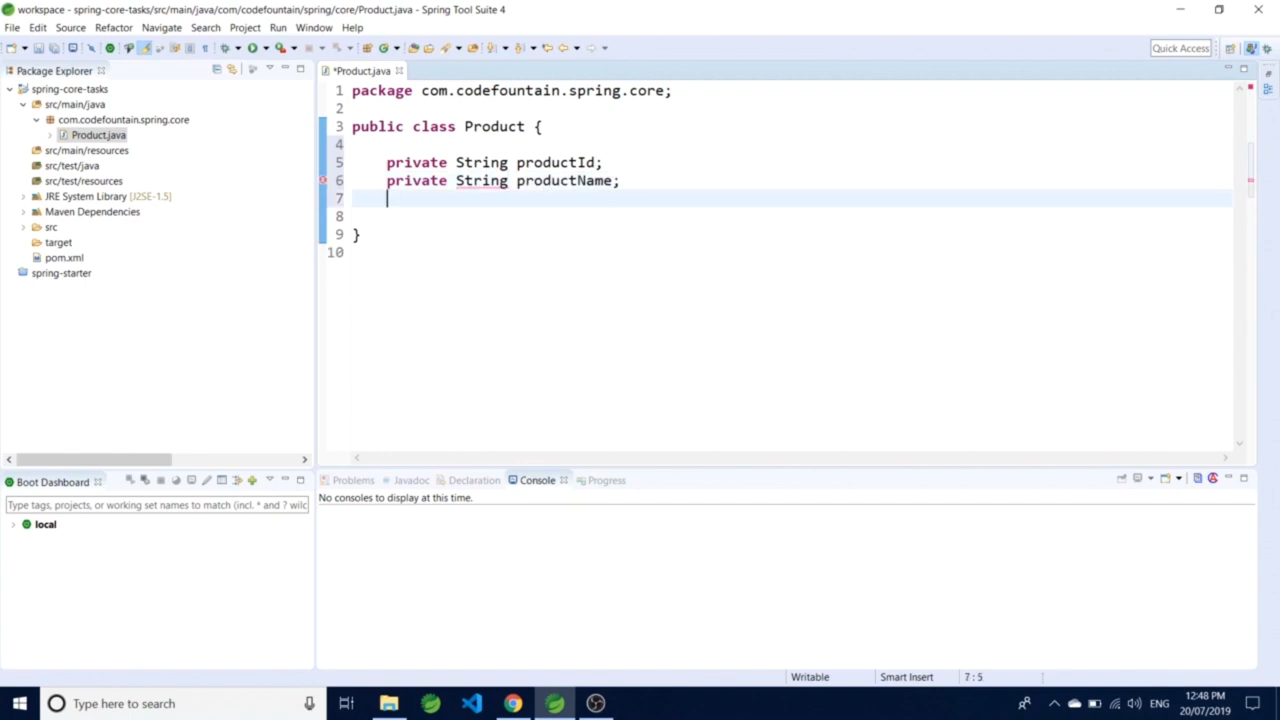 workspace - spring-core-tasks/src/main/java/com/codefountain/spring/core/Product.java - Spring Tool Suite 4
File Edit Source Refactor Navigate Search Project Run Window Help
Quick Access
Package Explorer
spring-core-tasks
src/main/java
com.codefountain.spring.core
Product.java
src/main/resources
src/test/java
src/test/resources
JRE System Library [J2SE-1.5]
Maven Dependencies
src
target
pom.xml
spring-starter
*Product.java
1 package com.codefountain.spring.core;
2
3 public class Product {
4
5 private String productId;
6 private String productName;
7
8
9 }
10
Boot Dashboard
Type tags, projects, or working set names to match (incl. * and ? wilc
local
Problems Javadoc Declaration Console Progress
No consoles to display at this time.
Writable Smart Insert 7 : 5
Type here to search
ENG
12:48 PM
20/07/2019